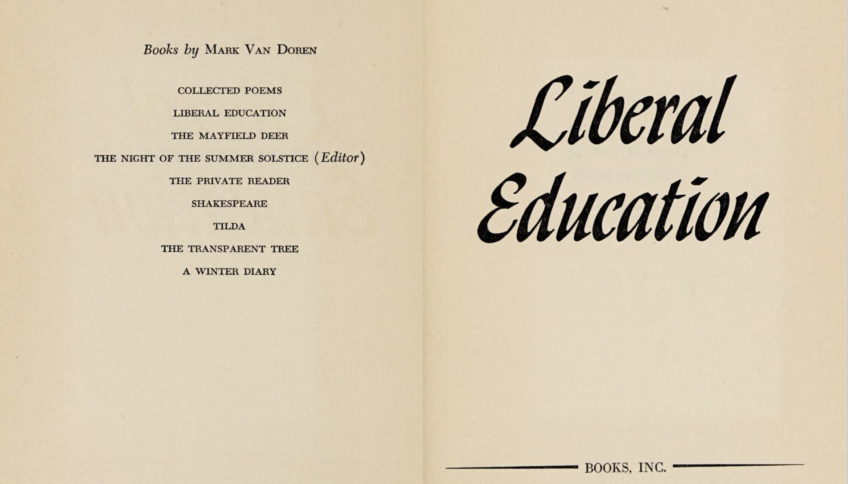 Books by Mark Van Doren
COLLECTED POEMS
LIBERAL EDUCATION
THE MAYFIELD DEER
THE NIGHT OF THE SUMMER SOLSTICE (Editor)
THE PRIVATE READER
SHAKESPEARE
TILDA
THE TRANSPARENT TREE
A WINTER DIARY
Liberal
Education
BOOKS, INC.